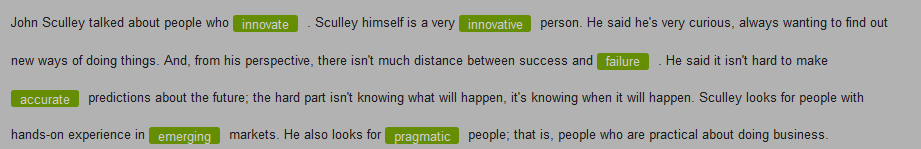 John Sculley talked about people who innovate . Sculley himself is a very innovative person. He said he's very curious, always wanting to find out
new ways of doing things. And, from his perspective, there isn't much distance between success and failure . He said it isn't hard to make
accurate predictions about the future; the hard part isn't knowing what will happen, it's knowing when it will happen. Sculley looks for people with
hands-on experience in emerging markets. He also looks for pragmatic people; that is, people who are practical about doing business.